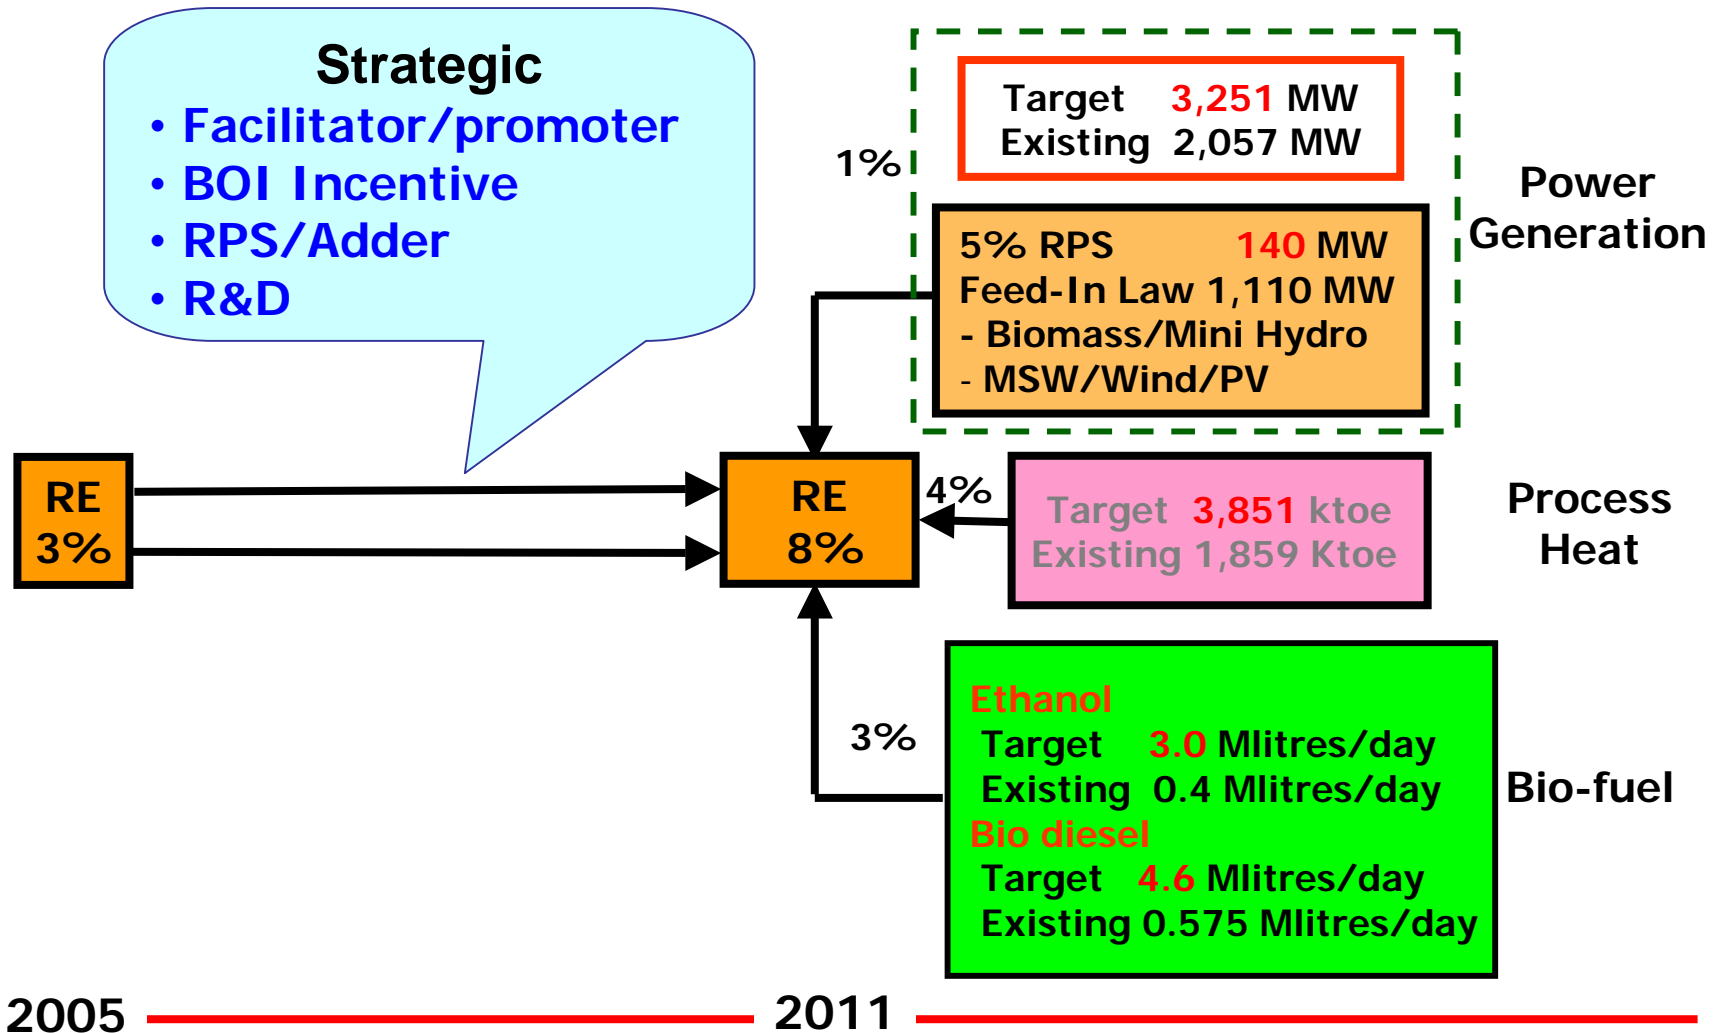 Strategic
• Facilitator/promoter
• BOI Incentive
• RPS/Adder
• R&D
Target 3,251 MW
Existing 2,057 MW
1%
5% RPS 140 MW
Feed-In Law 1,110 MW
- Biomass/Mini Hydro
- MSW/Wind/PV
Power
Generation
RE
3%
RE
8%
4%
Target 3,851 ktoe
Existing 1,859 Ktoe
Process
Heat
3%
Ethanol
Target 3.0 Mlitres/day
Existing 0.4 Mlitres/day
Bio diesel
Target 4.6 Mlitres/day
Existing 0.575 Mlitres/day
Bio-fuel
2005
2011